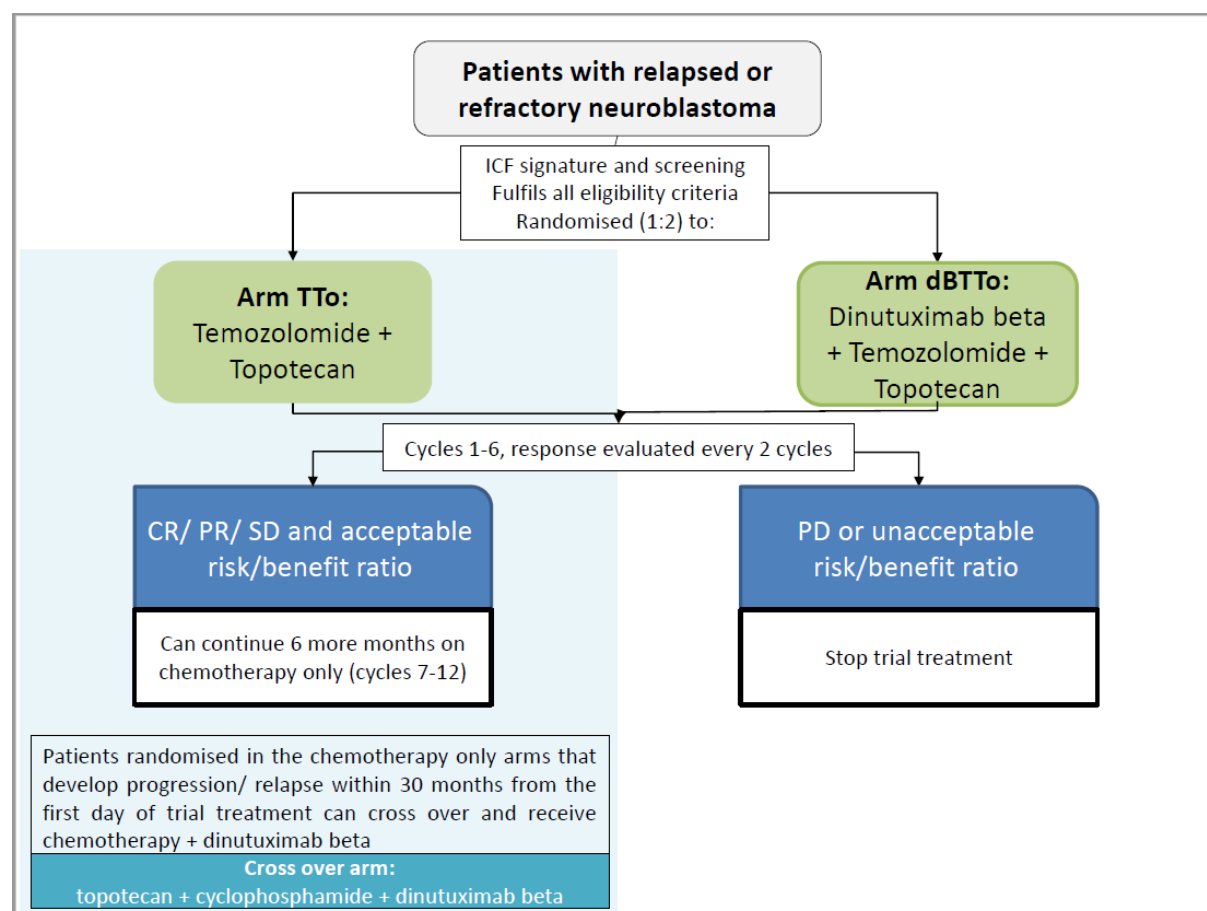 Patients with relapsed or
refractory neuroblastoma
ICF signature and screening
Fulfils all eligibility criteria
Randomised (1:2) to:
Arm TTo:
Temozolomide +
Topotecan
Arm dBTTo:
Dinutuximab beta
+ Temozolomide +
Topotecan
Cycles 1-6, response evaluated every 2 cycles
CR/ PR/ SD and acceptable
risk/benefit ratio
PD or unacceptable
risk/benefit ratio
Can continue 6 more months on
chemotherapy only (cycles 7-12)
Stop trial treatment
Patients randomised in the chemotherapy only arms that
develop progression/ relapse within 30 months from the
first day of trial treatment can cross over and receive
chemotherapy + dinutuximab beta
Cross over arm:
topotecan + cyclophosphamide + dinutuximab beta